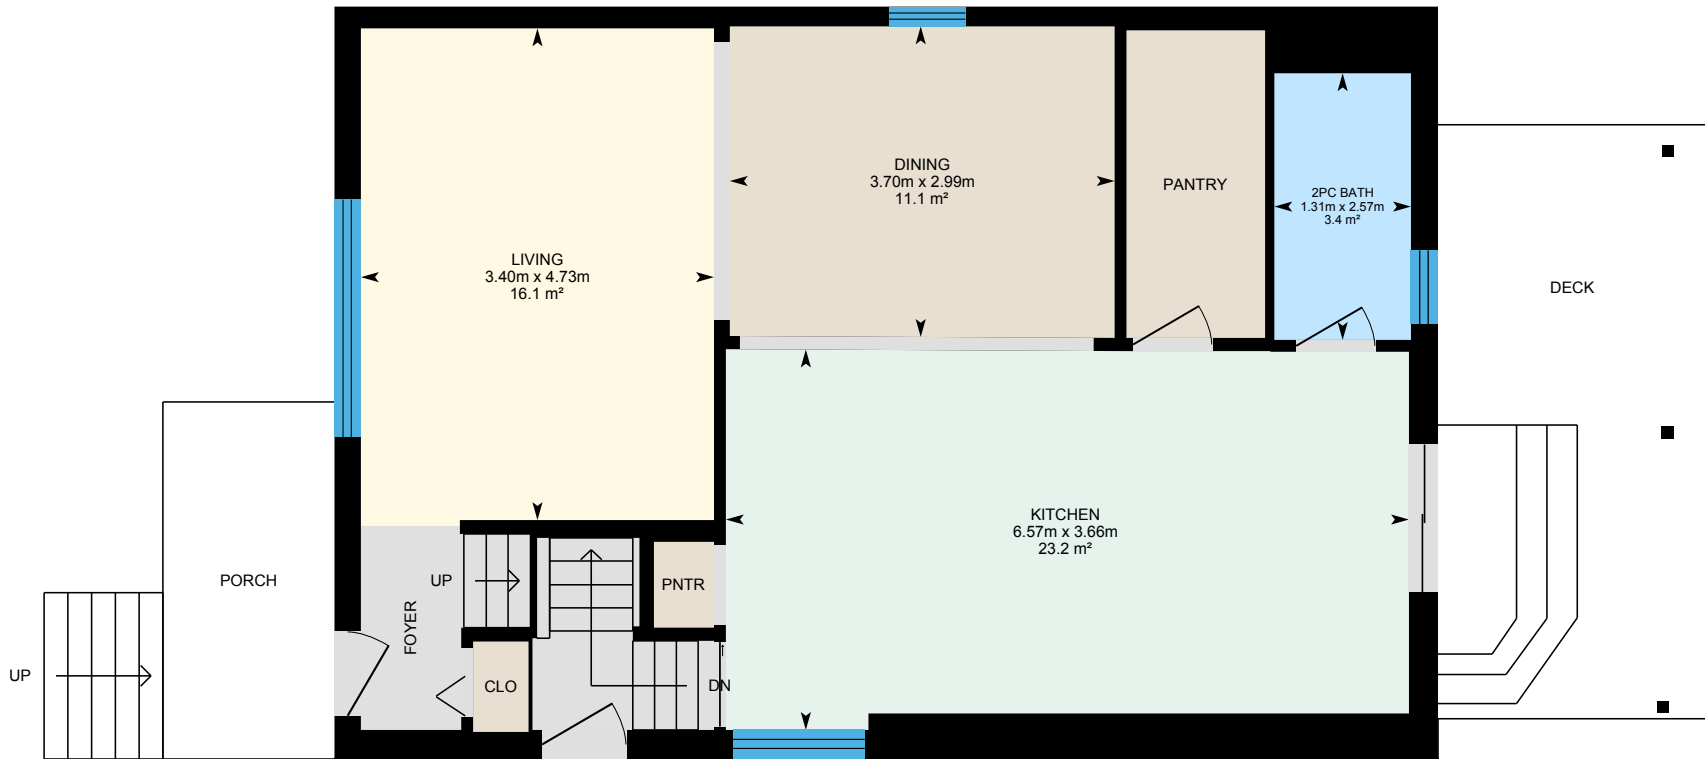 DINING
3.70m x 2.99m
11.1 m²
PANTRY
2PC BATH
1.31m x 2.57m
3.4 m²
LIVING
3.40m x 4.73m
16.1 m²
DECK
KITCHEN
6.57m x 3.66m
23.2 m²
PORCH
UP
FOYER
PNTR
UP
CLO
DN